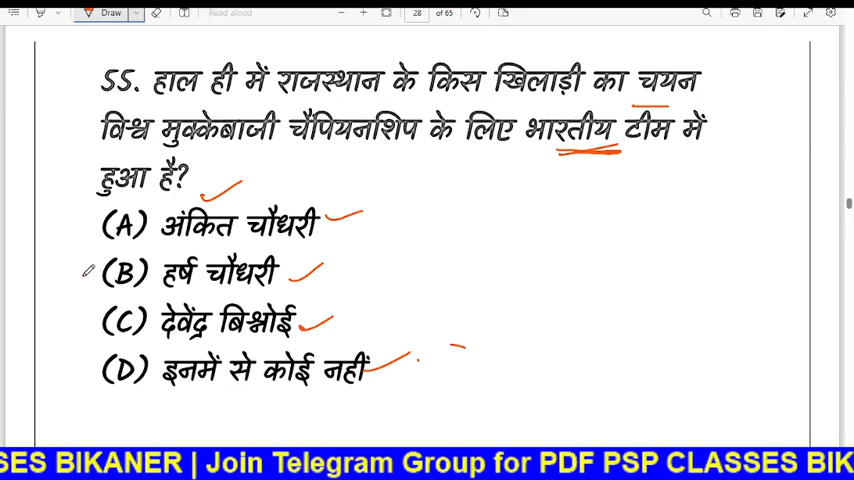 Draw
Read aloud
28 of 65
55. हाल ही में राजस्थान के किस खिलाड़ी का चयन
विश्व मुक्केबाजी चैंपियनशिप के लिए भारतीय टीम में
हुआ है?
(A) अंकित चौधरी
(B) हर्ष चौधरी
(C) देवेंद्र बिश्नोई
(D) इनमें से कोई नहीं
SES BIKANER | Join Telegram Group for PDF PSP CLASSES BIK